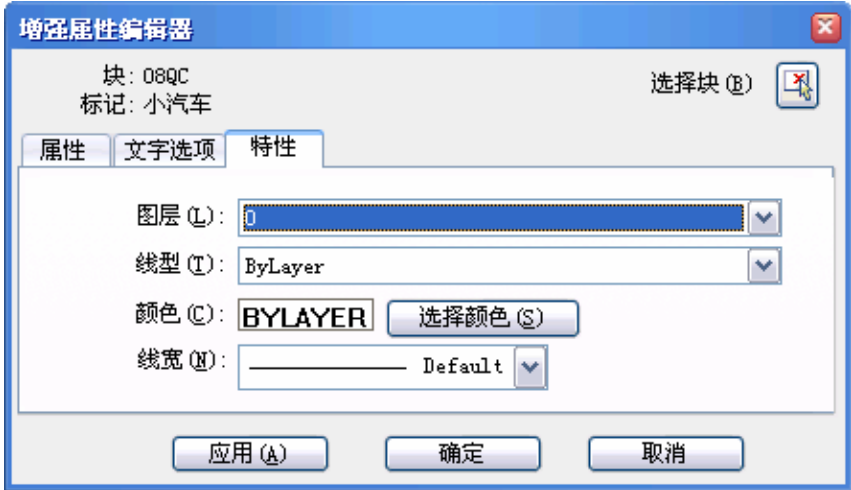 增强属性编辑器
块: 08QC
标记: 小汽车
选择块(B)
属性 文字选项 特性
图层(L): 0
线型(T): ByLayer
颜色(C): BYLAYER 选择颜色(S)
线宽(N): Default
应用(A) 确定 取消